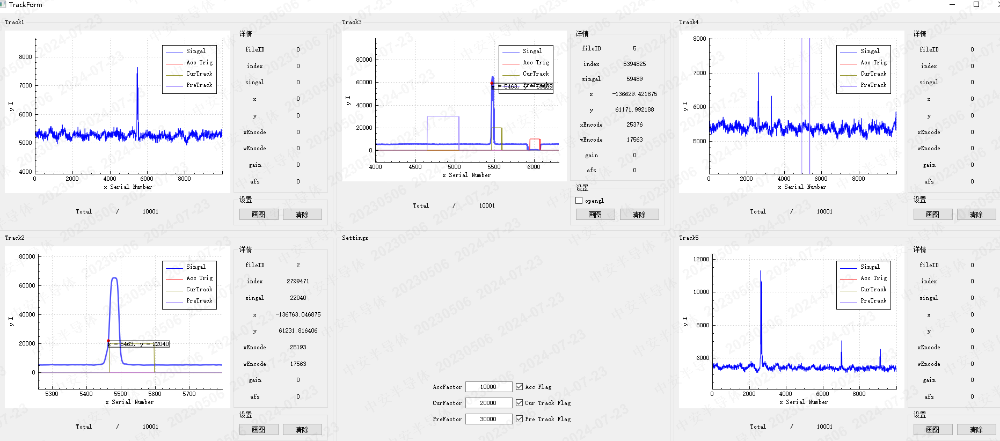 TrackForm
Track1
8000
7000
6000
5000
4000
y I
0
2000
4000
6000
8000
x Serial Number
Singal
Acc Trig
CurTrack
PreTrack
Total / 10001
详情
fileID 0
index 0
singal 0
x 0
y 0
xEncode 0
wEncode 0
gain 0
afs 0
设置
画图 清除
Track3
80000
60000
40000
20000
0
y I
4000
4500
5000
5500
6000
x Serial Number
Singal
Acc Trig
CurTrack
PreTrack
x = 5463, y = 59489
Total / 10001
详情
fileID 5
index 5394825
singal 59489
x -136629.421875
y 61171.992188
xEncode 25376
wEncode 17563
gain 0
afs 0
设置
opengl
画图 清除
Track4
8000
7000
6000
5000
y I
0
2000
4000
6000
8000
x Serial Number
Singal
Acc Trig
CurTrack
PreTrack
Total / 10001
详情
fileID 0
index 0
singal 0
x 0
y 0
xEncode 0
wEncode 0
gain 0
afs 0
设置
画图 清除
Track2
80000
60000
40000
20000
0
y I
5300
5400
5500
5600
5700
x Serial Number
Singal
Acc Trig
CurTrack
PreTrack
x = 5463, y = 22040
Total / 10001
详情
fileID 2
index 2799471
singal 22040
x -136763.046875
y 61231.816406
xEncode 25193
wEncode 17563
gain 0
afs 0
设置
画图 清除
Settings
AccFactor 10000 Acc Flag
CurFactor 20000 Cur Track Flag
PreFactor 30000 Pre Track Flag
Track5
12000
10000
8000
6000
y I
0
2000
4000
6000
8000
x Serial Number
Singal
Acc Trig
CurTrack
PreTrack
Total / 10001
详情
fileID 0
index 0
singal 0
x 0
y 0
xEncode 0
wEncode 0
gain 0
afs 0
设置
画图 清除
中安半导体 20230506 2024-07-23